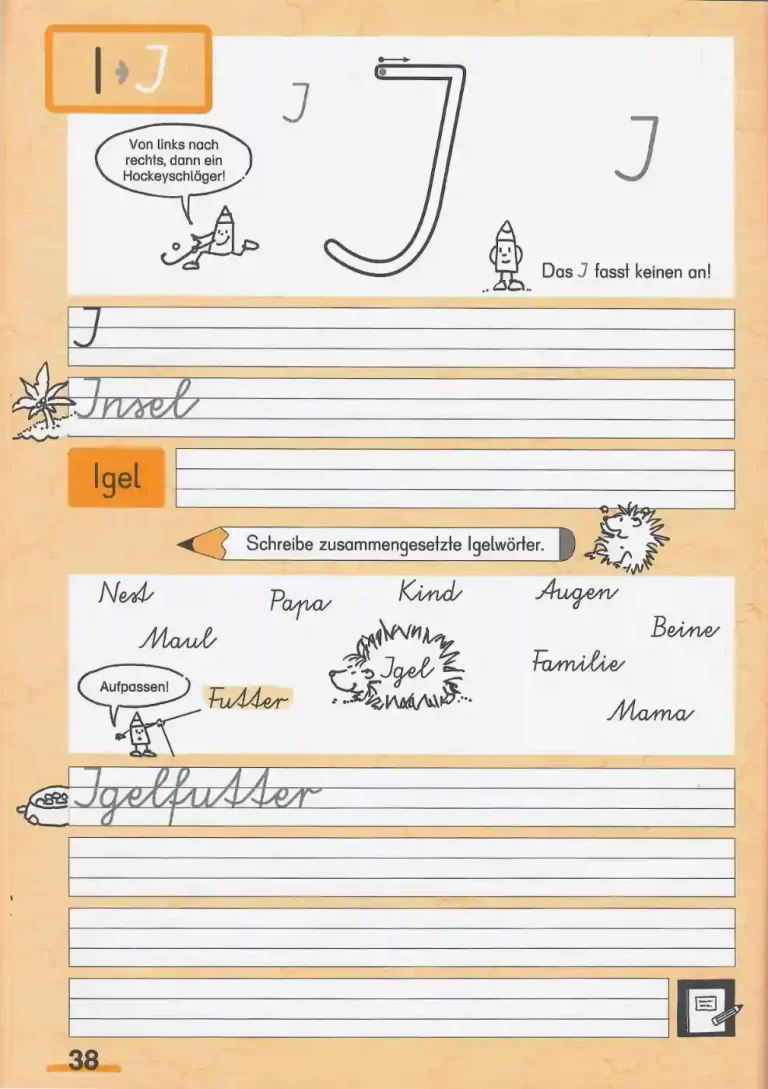 I J
J
J
Von links nach
rechts, dann ein
Hockeyschläger!
Das J fasst keinen an!
J
Insel
Igel
Schreibe zusammengesetzte Igelwörter.
Nest
Papa
Kind
Augen
Maul
Beine
Igel
Familie
Aufpassen!
Futter
Mama
Igelfutter
38